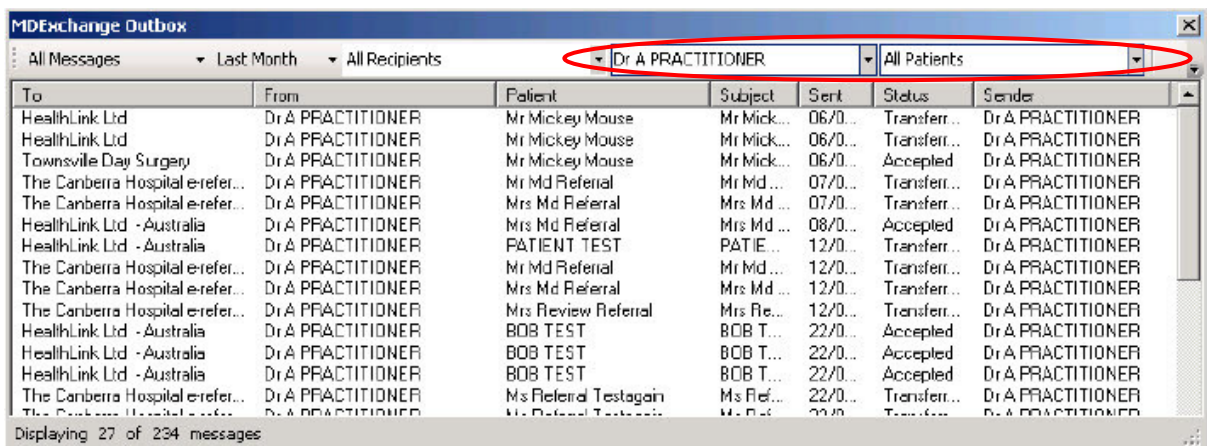 MDExchange Outbox
All Messages Last Month All Recipients Dr A PRACTITIONER All Patients
To From Patient Subject Sent Status Sender
HealthLink Ltd Dr A PRACTITIONER Mr Mickey Mouse Mr Mick... 06/0... Transferr... Dr A PRACTITIONER
HealthLink Ltd Dr A PRACTITIONER Mr Mickey Mouse Mr Mick... 06/0... Transferr... Dr A PRACTITIONER
Townsville Day Surgery Dr A PRACTITIONER Mr Mickey Mouse Mr Mick... 06/0... Accepted Dr A PRACTITIONER
The Canberra Hospital e-refer... Dr A PRACTITIONER Mr Md Referral Mr Md ... 07/0... Transferr... Dr A PRACTITIONER
The Canberra Hospital e-refer... Dr A PRACTITIONER Mrs Md Referral Mrs Md ... 07/0... Transferr... Dr A PRACTITIONER
HealthLink Ltd - Australia Dr A PRACTITIONER Mrs Md Referral Mrs Md ... 08/0... Accepted Dr A PRACTITIONER
HealthLink Ltd - Australia Dr A PRACTITIONER PATIENT TEST PATIE... 12/0... Transferr... Dr A PRACTITIONER
The Canberra Hospital e-refer... Dr A PRACTITIONER Mr Md Referral Mr Md ... 12/0... Transferr... Dr A PRACTITIONER
The Canberra Hospital e-refer... Dr A PRACTITIONER Mrs Md Referral Mrs Md ... 12/0... Transferr... Dr A PRACTITIONER
The Canberra Hospital e-refer... Dr A PRACTITIONER Mrs Review Referral Mrs Re... 12/0... Transferr... Dr A PRACTITIONER
HealthLink Ltd - Australia Dr A PRACTITIONER BOB TEST BOB T... 22/0... Accepted Dr A PRACTITIONER
HealthLink Ltd - Australia Dr A PRACTITIONER BOB TEST BOB T... 22/0... Accepted Dr A PRACTITIONER
HealthLink Ltd - Australia Dr A PRACTITIONER BOB TEST BOB T... 22/0... Accepted Dr A PRACTITIONER
The Canberra Hospital e-refer... Dr A PRACTITIONER Ms Referral Testagain Ms Ref... 22/0... Transferr... Dr A PRACTITIONER
Displaying 27 of 234 messages